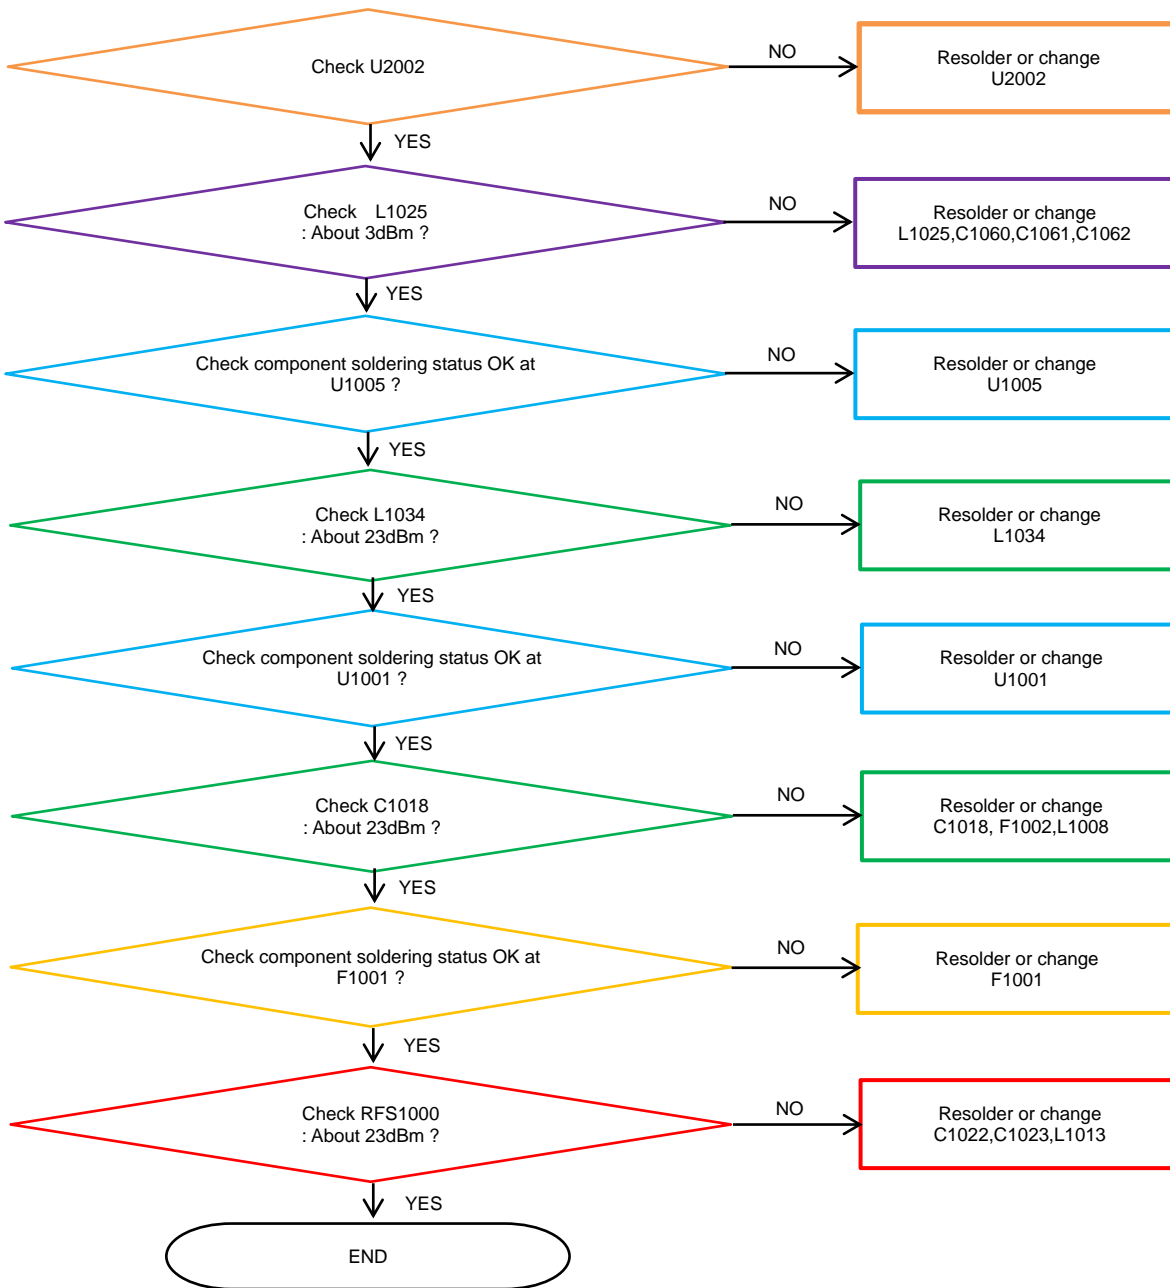 Check U2002
NO
Resolder or change
U2002
YES
Check L1025
: About 3dBm ?
NO
Resolder or change
L1025,C1060,C1061,C1062
YES
Check component soldering status OK at
U1005 ?
NO
Resolder or change
U1005
YES
Check L1034
: About 23dBm ?
NO
Resolder or change
L1034
YES
Check component soldering status OK at
U1001 ?
NO
Resolder or change
U1001
YES
Check C1018
: About 23dBm ?
NO
Resolder or change
C1018, F1002,L1008
YES
Check component soldering status OK at
F1001 ?
NO
Resolder or change
F1001
YES
Check RFS1000
: About 23dBm ?
NO
Resolder or change
C1022,C1023,L1013
YES
END